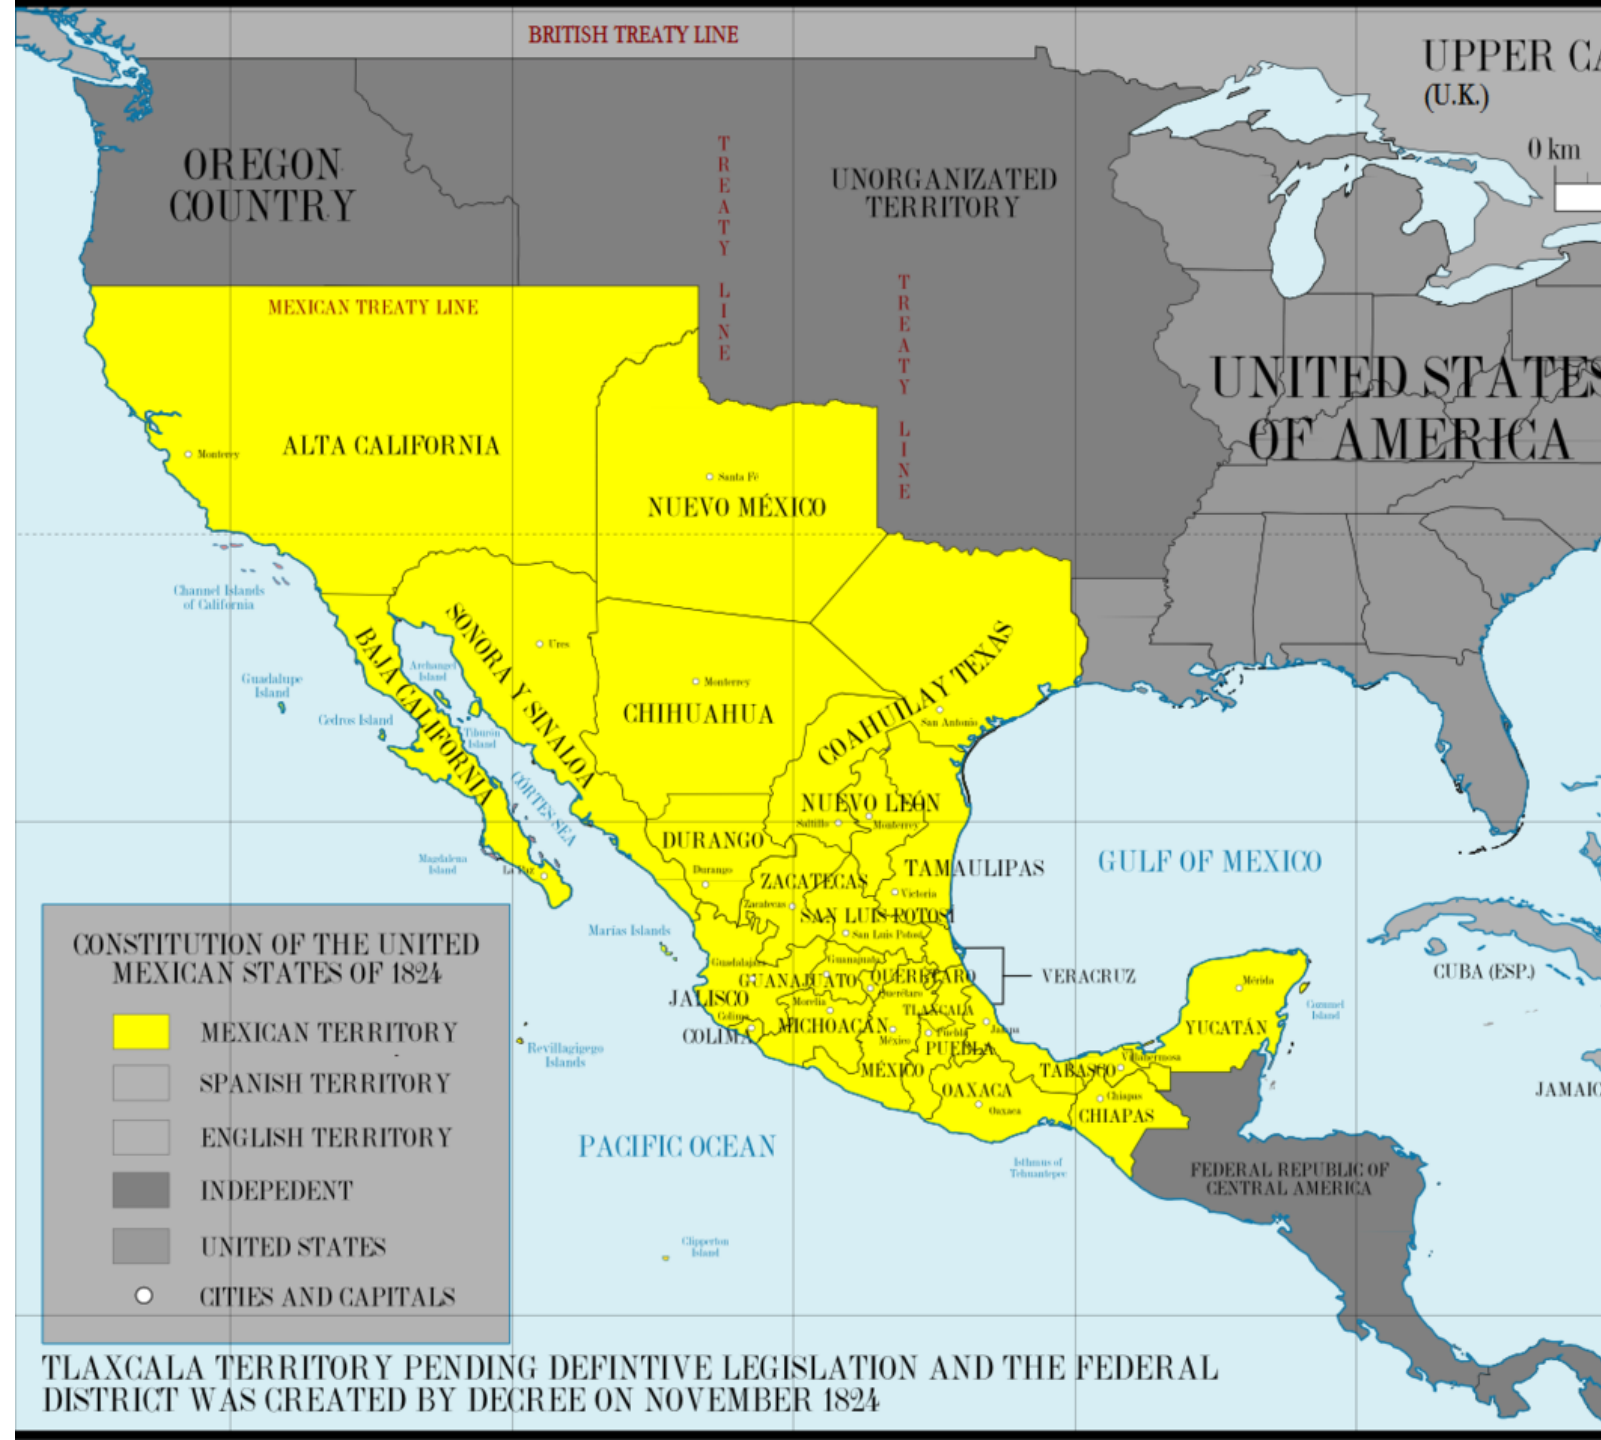 BRITISH TREATY LINE
UPPER CA
(U.K.)
0 km
OREGON
COUNTRY
TREATY LINE
UNORGANIZATED
TERRITORY
TREATY LINE
MEXICAN TREATY LINE
UNITED STATES
OF AMERICA
ALTA CALIFORNIA
Monterey
Santa Fé
NUEVO MÉXICO
Channel Islands
of California
SONORA Y SINALOA
Ures
BAJA CALIFORNIA
Archangel
Island
Guadalupe
Island
Cedros Island
Tiburón
Island
CÓRTES SEA
Monterrey
CHIHUAHUA
COAHUILAY TEXAS
San Antonio
NUEVO LEÓN
Saltillo
Monterrey
DURANGO
Durango
Magdalena
Island
La Paz
TAMAULIPAS
GULF OF MEXICO
ZACATECAS
Victoria
Zacatecas
SAN LUIS POTOSÍ
San Luis Potosí
Marías Islands
Guadalajara
Guanajuato
GUANAJUATO
QUERETARO
Querétaro
VERACRUZ
CUBA (ESP.)
Mérida
JALISCO
Morelia
Colima
TLAXCALA
Cozumel
Island
COLIMA
MICHOACÁN
México
Puebla
Jalapa
YUCATÁN
PUEBLA
Villahermosa
Revillagigego
Islands
MÉXICO
TABASCO
OAXACA
Oaxaca
Chiapas
CHIAPAS
JAMAIC
PACIFIC OCEAN
Isthmus of
Tehuantepec
FEDERAL REPUBLIC OF
CENTRAL AMERICA
Clipperton
Island
CONSTITUTION OF THE UNITED
MEXICAN STATES OF 1824
MEXICAN TERRITORY
SPANISH TERRITORY
ENGLISH TERRITORY
INDEPEDENT
UNITED STATES
CITIES AND CAPITALS
TLAXCALA TERRITORY PENDING DEFINTIVE LEGISLATION AND THE FEDERAL
DISTRICT WAS CREATED BY DECREE ON NOVEMBER 1824